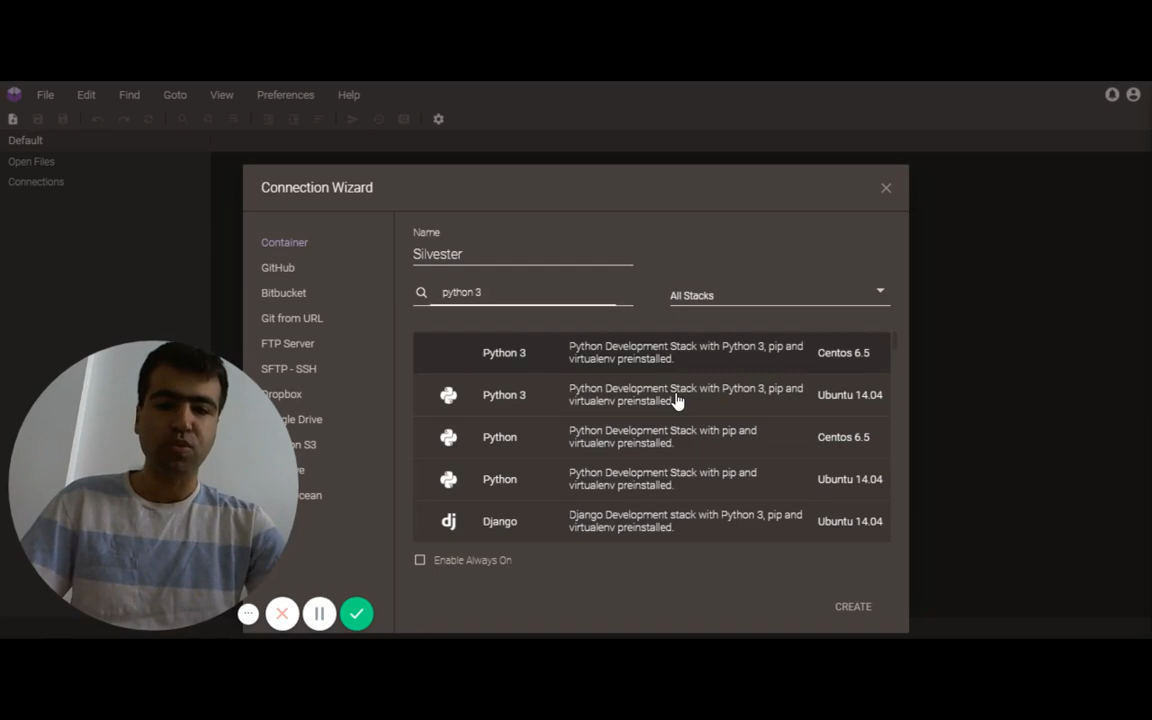 File Edit Find Goto View Preferences Help
Default
Open Files
Connections
Connection Wizard
Container
GitHub
Bitbucket
Git from URL
FTP Server
SFTP - SSH
Name
Silvester
python 3
All Stacks
Python 3 Python Development Stack with Python 3, pip and virtualenv preinstalled. Centos 6.5
Python 3 Python Development Stack with Python 3, pip and virtualenv preinstalled. Ubuntu 14.04
Python Python Development Stack with pip and virtualenv preinstalled. Centos 6.5
Python Python Development Stack with pip and virtualenv preinstalled. Ubuntu 14.04
dj Django Django Development stack with Python 3, pip and virtualenv preinstalled. Ubuntu 14.04
Enable Always On
CREATE